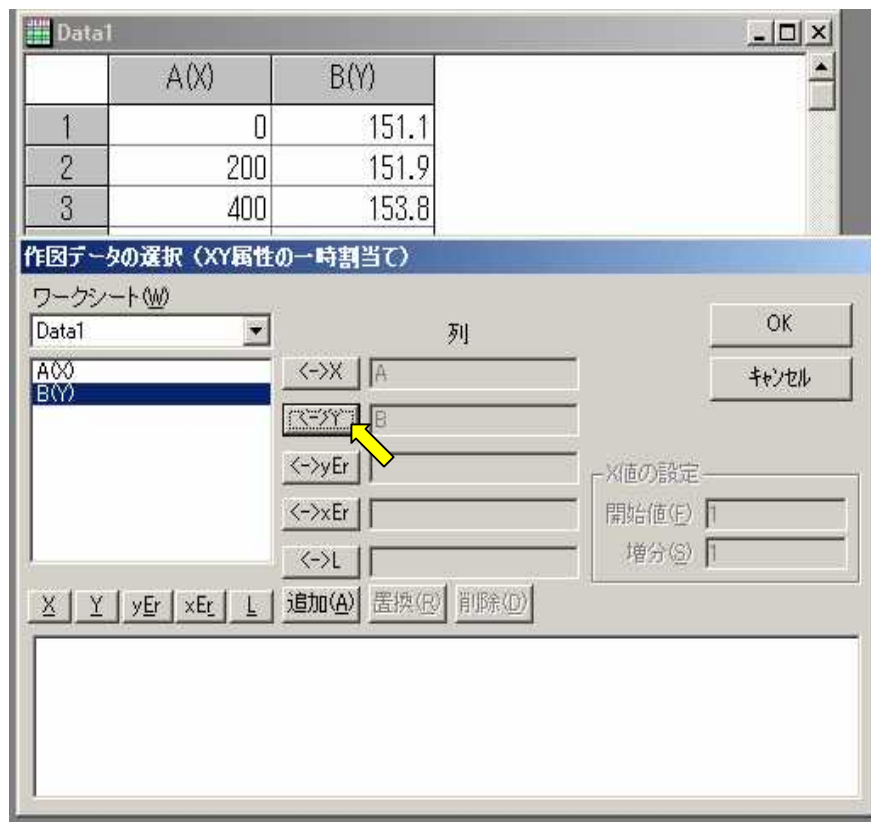 Data1
A(X) B(Y)
1 0 151.1
2 200 151.9
3 400 153.8
作図データの選択（XY属性の一時割当て）
ワークシート(W)
Data1 列 OK
A(X) <->X A キャンセル
B(Y)
<->Y B
<->yEr X値の設定
<->xEr 開始値(F) 1
<->L 増分(S) 1
X Y yEr xEr L 追加(A) 置換(R) 削除(D)